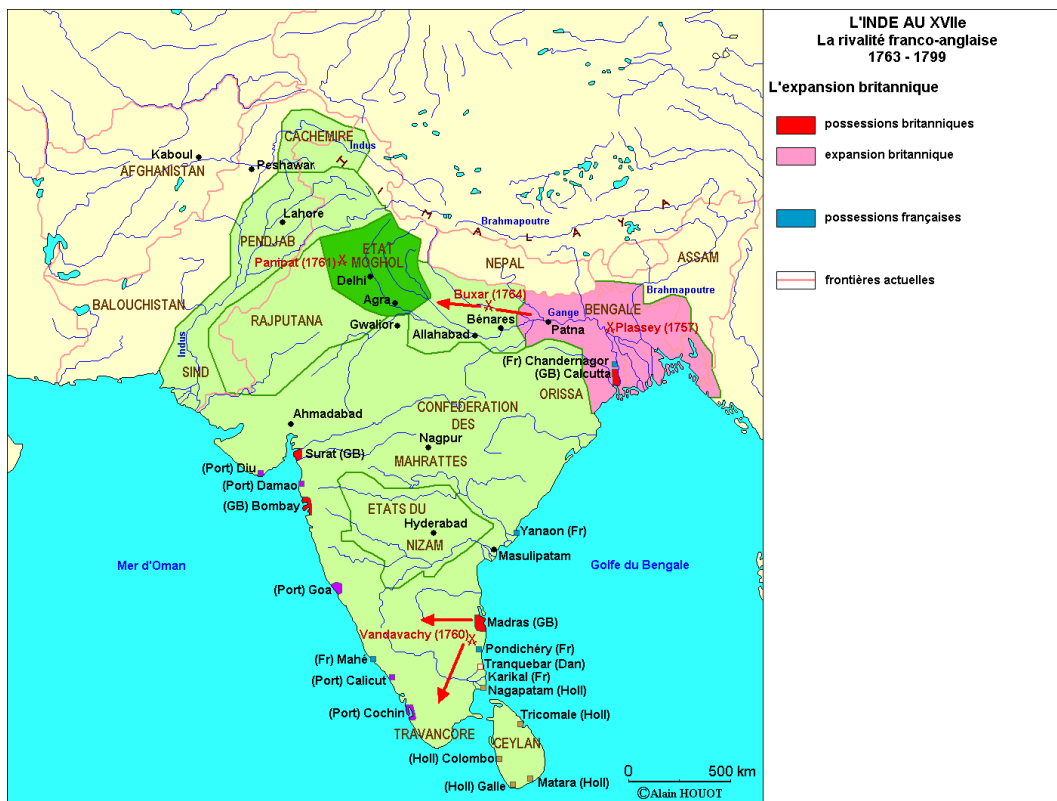 L'INDE AU XVIIe
La rivalité franco-anglaise
1763 - 1799
L'expansion britannique
possessions britanniques
expansion britannique
possessions françaises
frontières actuelles
CACHEMIRE
Indus
Kaboul
AFGHANISTAN
Peshawar
HIMALAYA
Lahore
Brahmapoutre
PENDJAB
ETAT
MOGHOL
Panipat (1761)
NEPAL
ASSAM
Delhi
BALOUCHISTAN
Agra
Buxar (1764)
Brahmapoutre
RAJPUTANA
Gwalior
Gange
BENGALE
Bénares
Patna
Plassey (1757)
Allahabad
Indus
SIND
(Fr) Chandernagor
(GB) Calcutta
ORISSA
Ahmadabad
CONFEDERATION
DES
Nagpur
MAHRATTES
Surat (GB)
(Port) Diu
(Port) Damao
(GB) Bombay
ETATS DU
Hyderabad
NIZAM
Yanaon (Fr)
Masulipatam
Mer d'Oman
Golfe du Bengale
(Port) Goa
Madras (GB)
Vandavachy (1760)
Pondichéry (Fr)
(Fr) Mahé
Tranquebar (Dan)
Karikal (Fr)
(Port) Calicut
Nagapatam (Holl)
(Port) Cochin
Tricomale (Holl)
TRAVANCORE
CEYLAN
(Holl) Colombo
(Holl) Galle
Matara (Holl)
0 500 km
©Alain HOUOT